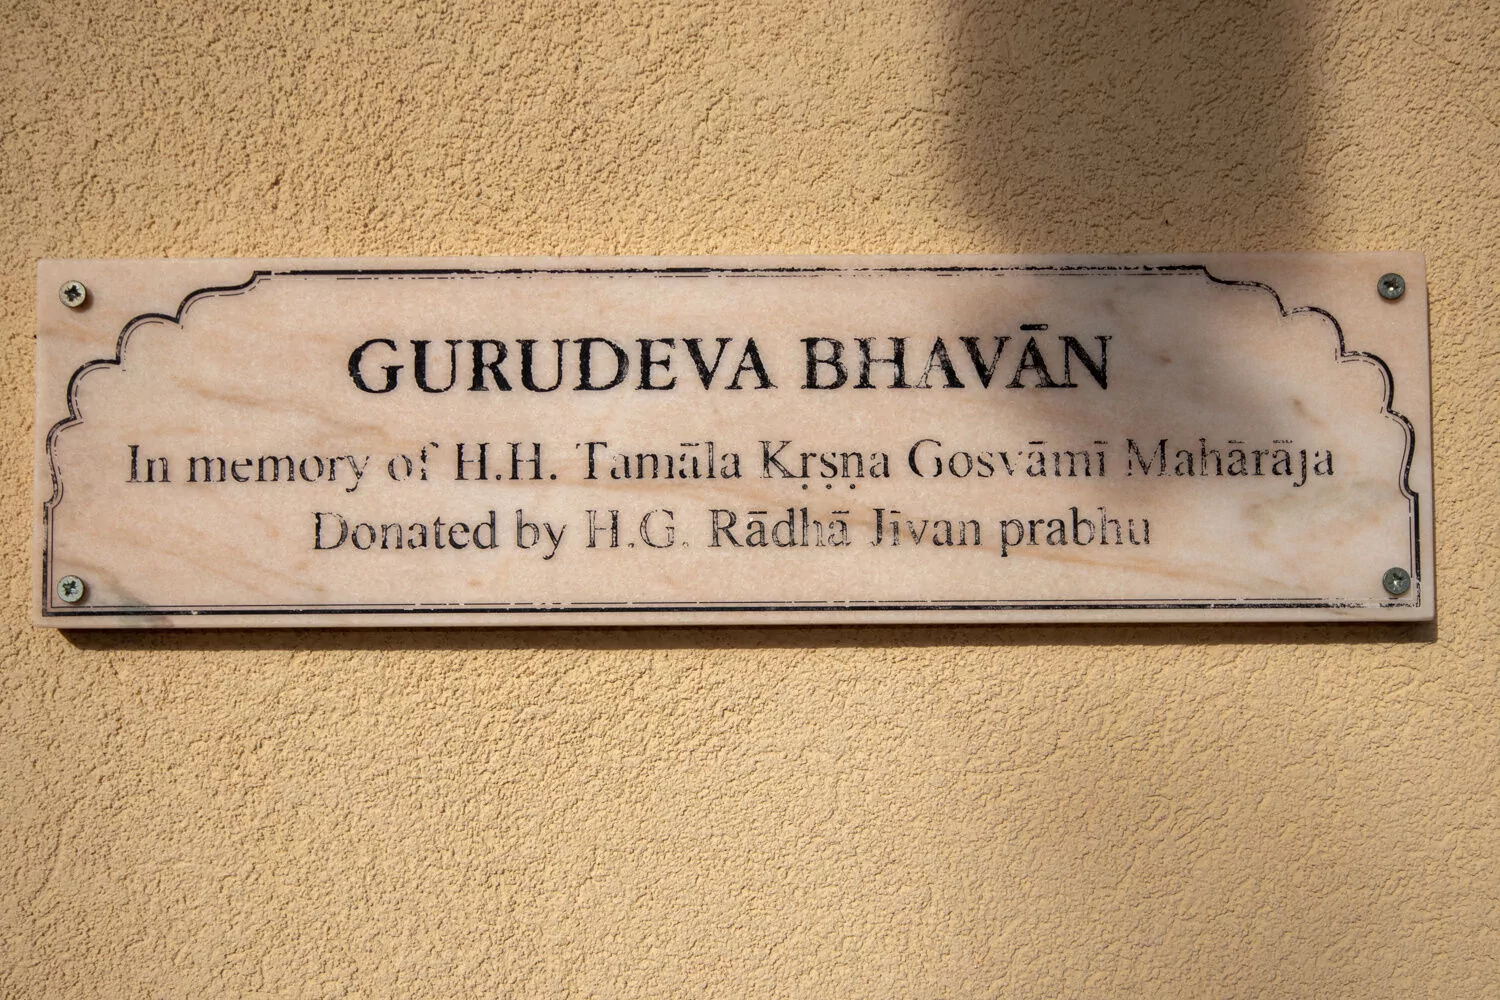 GURUDEVA BHAVĀN
In memory of H.H. Tamāla Kṛṣṇa Gosvāmī Mahārāja
Donated by H.G. Rādhā Jīvan prabhu